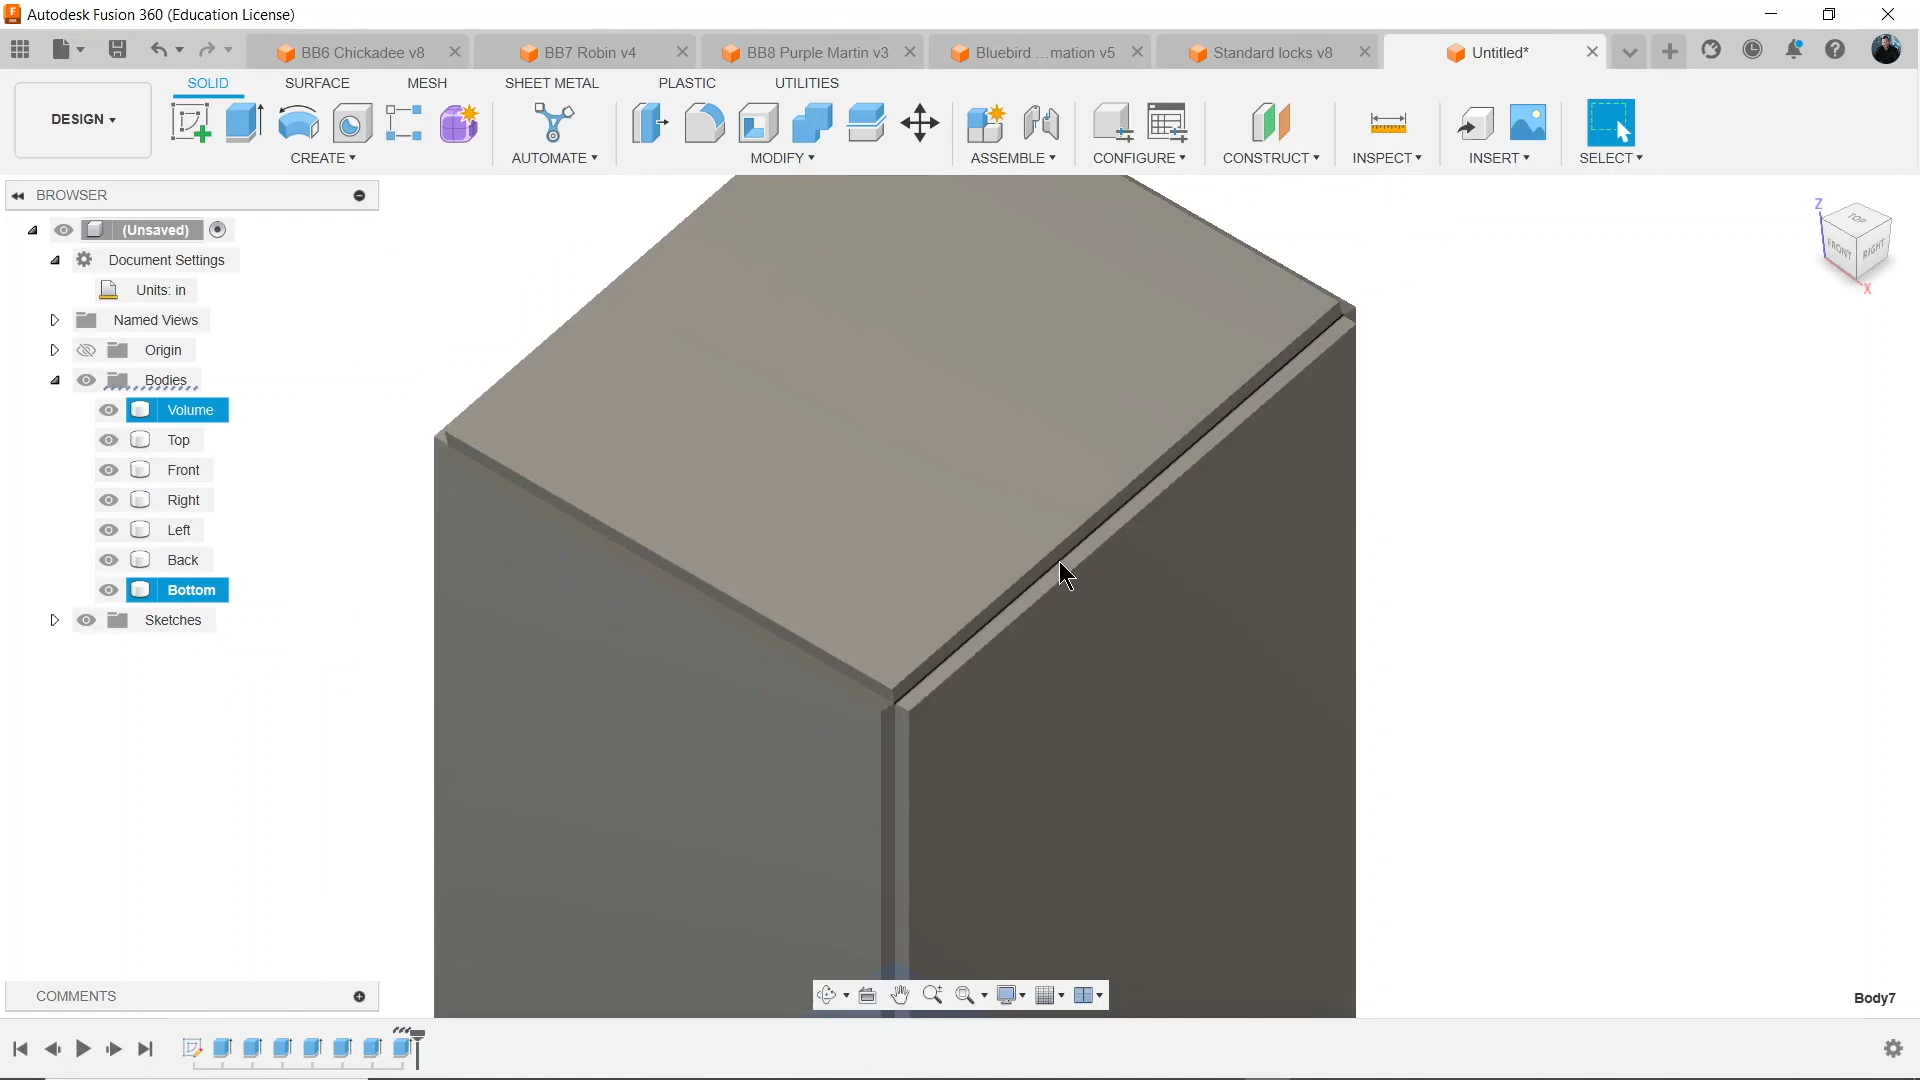 Autodesk Fusion 360 (Education License)
BB6 Chickadee v8
BB7 Robin v4
BB8 Purple Martin v3
Bluebird ...mation v5
Standard locks v8
Untitled*
SOLID
SURFACE
MESH
SHEET METAL
PLASTIC
UTILITIES
DESIGN
CREATE
AUTOMATE
MODIFY
ASSEMBLE
CONFIGURE
CONSTRUCT
INSPECT
INSERT
SELECT
BROWSER
(Unsaved)
Document Settings
Units: in
Named Views
Origin
Bodies
Volume
Top
Front
Right
Left
Back
Bottom
Sketches
Z
TOP
FRONT
RIGHT
X
COMMENTS
Body7